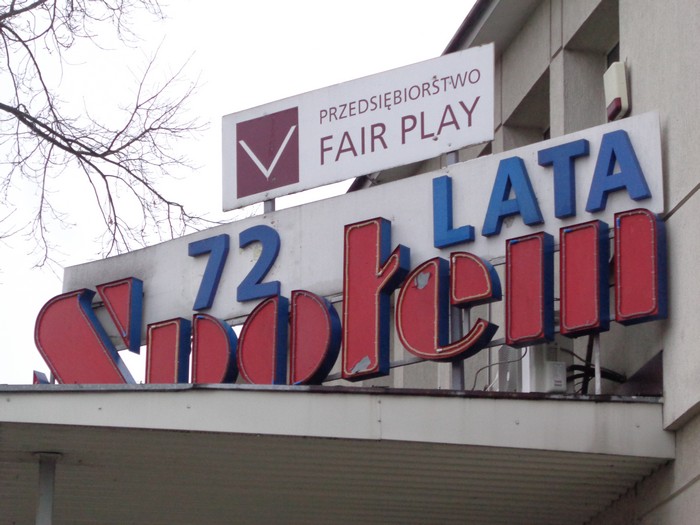 PRZEDSIĘBIORSTWO
FAIR PLAY
72 LATA
Społem